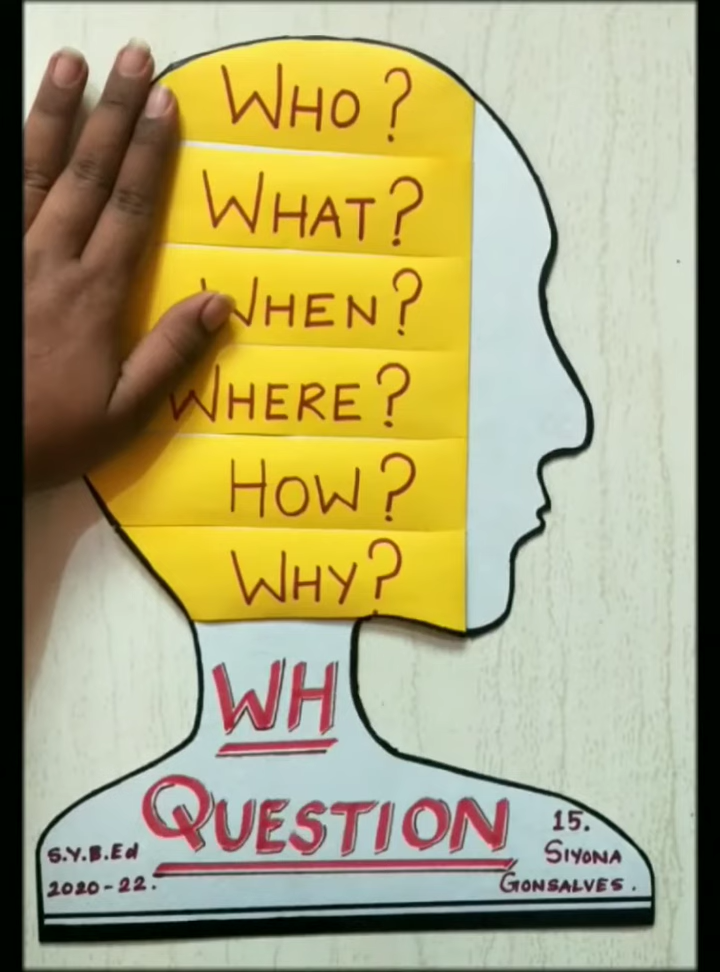 WHO?
WHAT?
WHEN?
WHERE?
HOW?
WHY?
WH
QUESTION
S.Y.B.Ed
2020-22.
15.
SIYONA
GONSALVES.